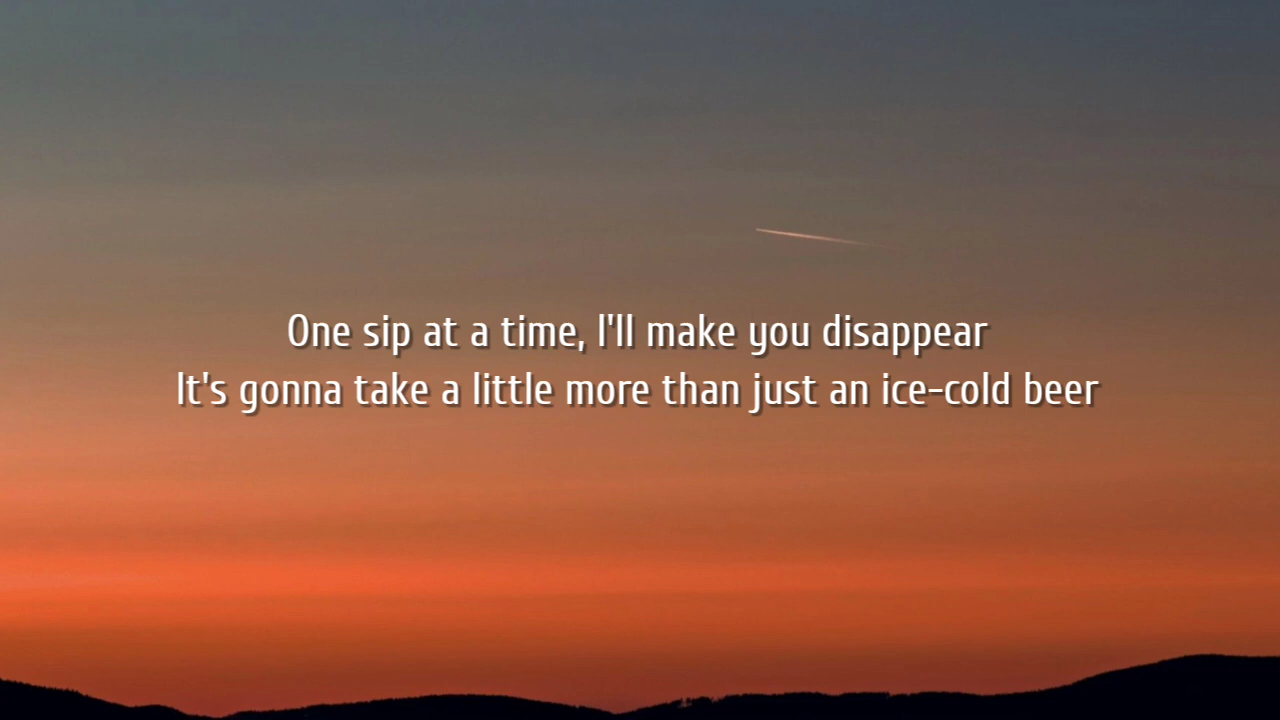 One sip at a time, I'll make you disappear
It's gonna take a little more than just an ice-cold beer